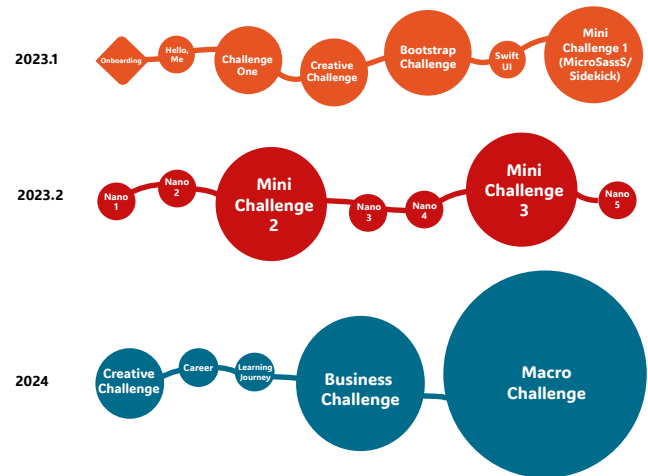 2023.1
Onboarding
Hello,
Me
Challenge
One
Creative
Challenge
Bootstrap
Challenge
Swift
UI
Mini
Challenge 1
(MicroSassS/
Sidekick)
2023.2
Nano
1
Nano
2
Mini
Challenge
2
Nano
3
Nano
4
Mini
Challenge
3
Nano
5
2024
Creative
Challenge
Career
Learning
Journey
Business
Challenge
Macro
Challenge